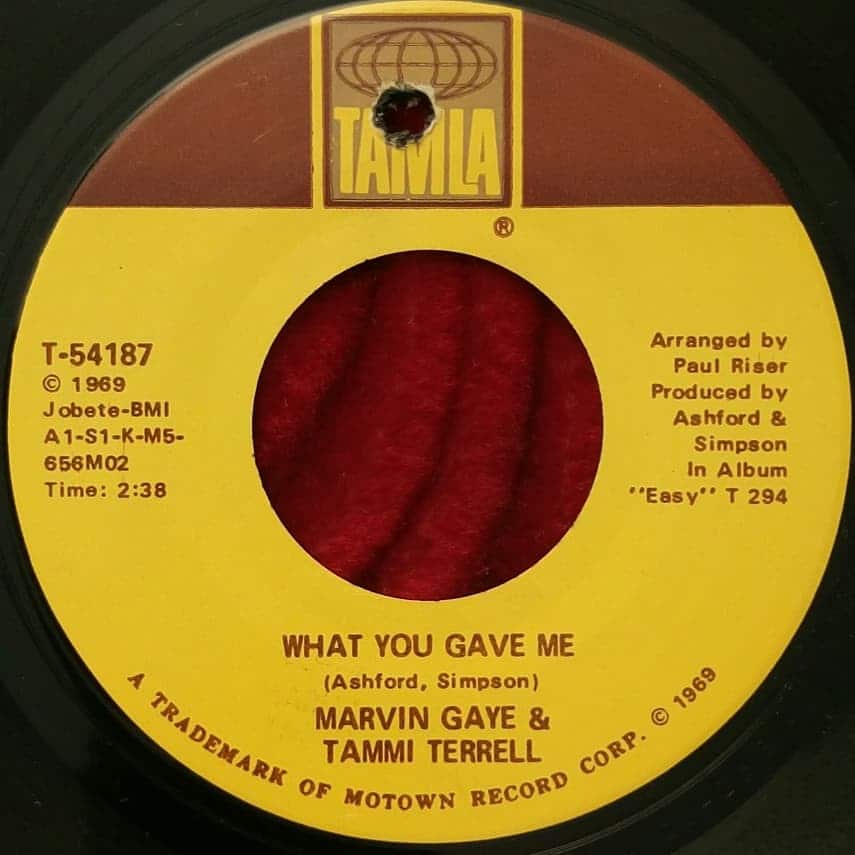 TAMLA
®
T-54187
© 1969
Jobete-BMI
A1-S1-K-M5-
656M02
Time: 2:38
Arranged by
Paul Riser
Produced by
Ashford &
Simpson
In Album
"Easy" T 294
WHAT YOU GAVE ME
(Ashford, Simpson)
MARVIN GAYE &
TAMMI TERRELL
A TRADEMARK OF MOTOWN RECORD CORP. © 1969